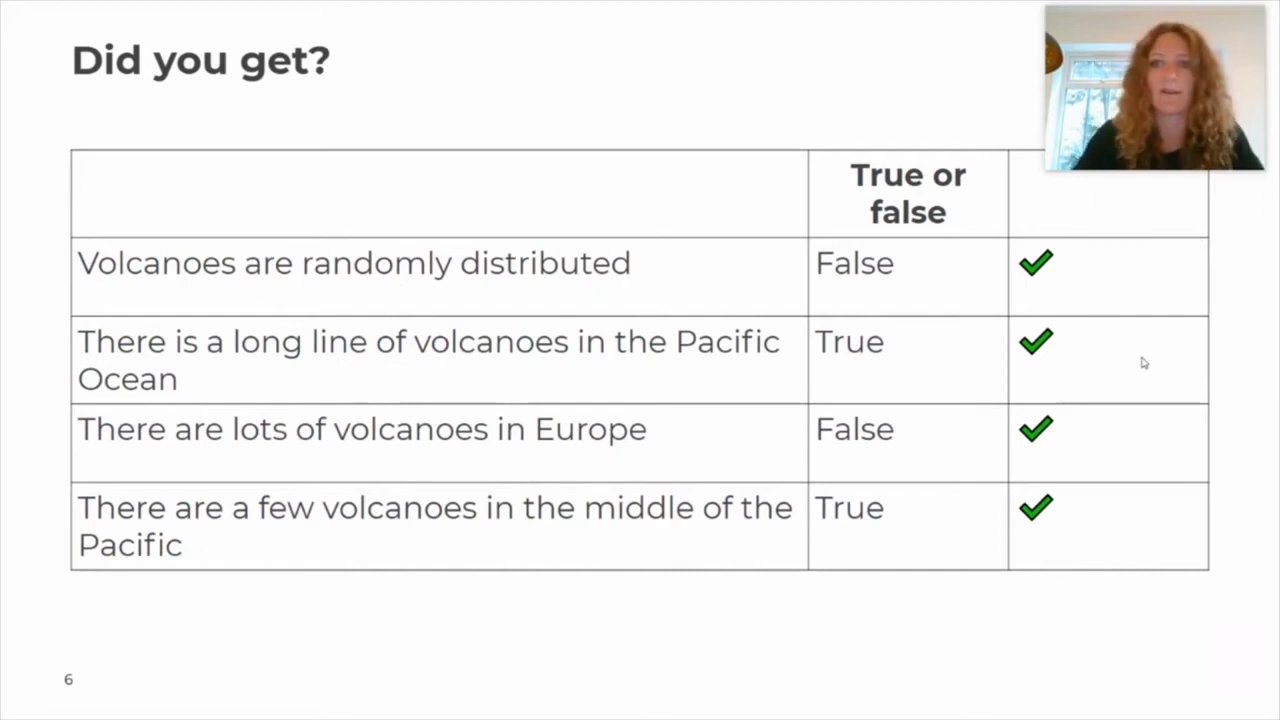 Did you get?
True or
false
Volcanoes are randomly distributed
False
There is a long line of volcanoes in the Pacific
Ocean
True
There are lots of volcanoes in Europe
False
There are a few volcanoes in the middle of the
Pacific
True
6